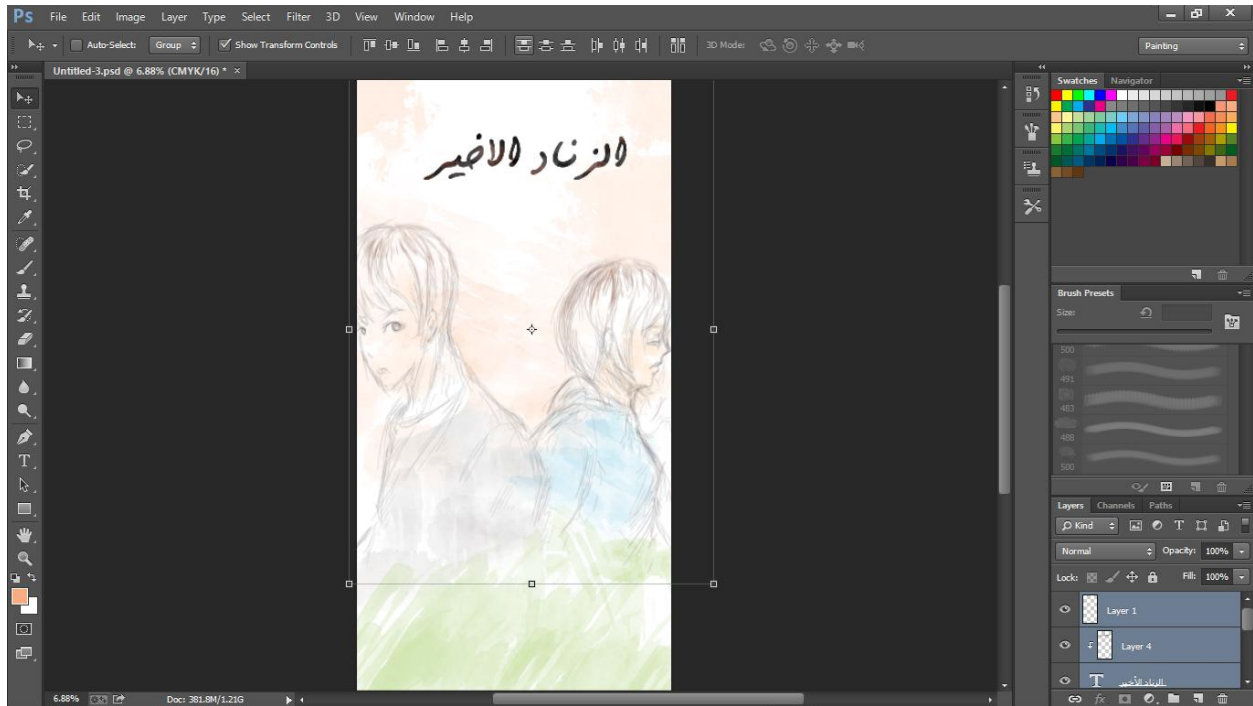 Ps File Edit Image Layer Type Select Filter 3D View Window Help
Auto-Select: Group Show Transform Controls 3D Mode: Painting
Untitled-3.psd @ 6.88% (CMYK/16) * ×
Swatches Navigator
الزناد الاخير
Brush Presets
Size:
500
491
483
488
500
Layers Channels Paths
Kind
Normal Opacity: 100%
Lock: Fill: 100%
Layer 1
Layer 4
T الزناد الأخير
6.88% Doc: 381.8M/1.21G